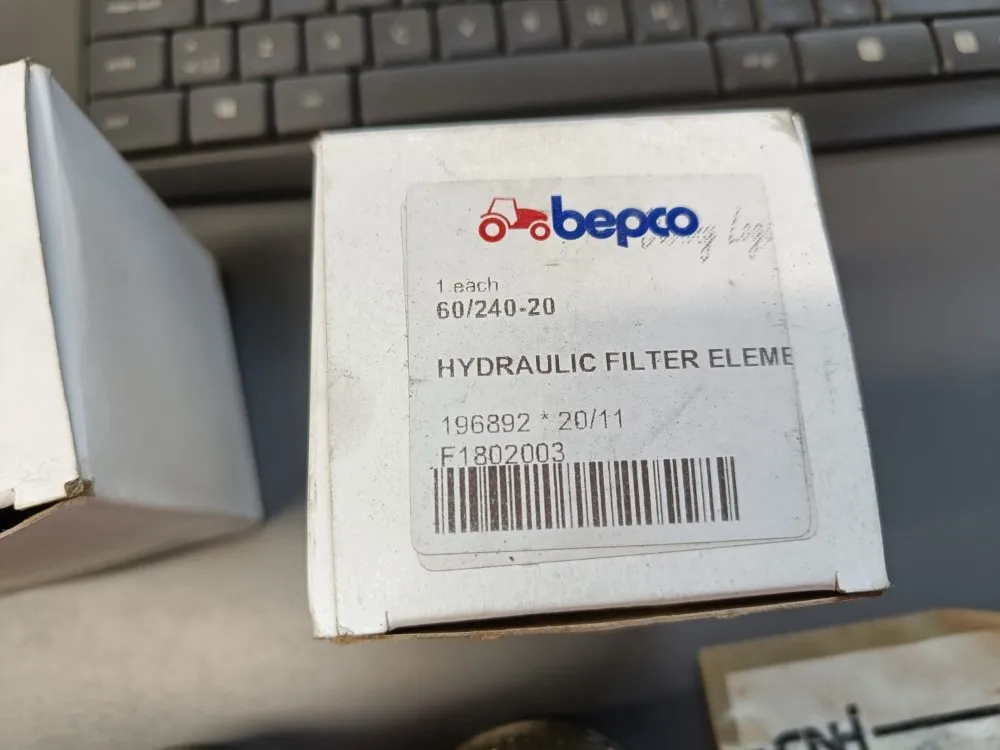 bepco
1 each
60/240-20
HYDRAULIC FILTER ELEME
196892 * 20/11
F1802003